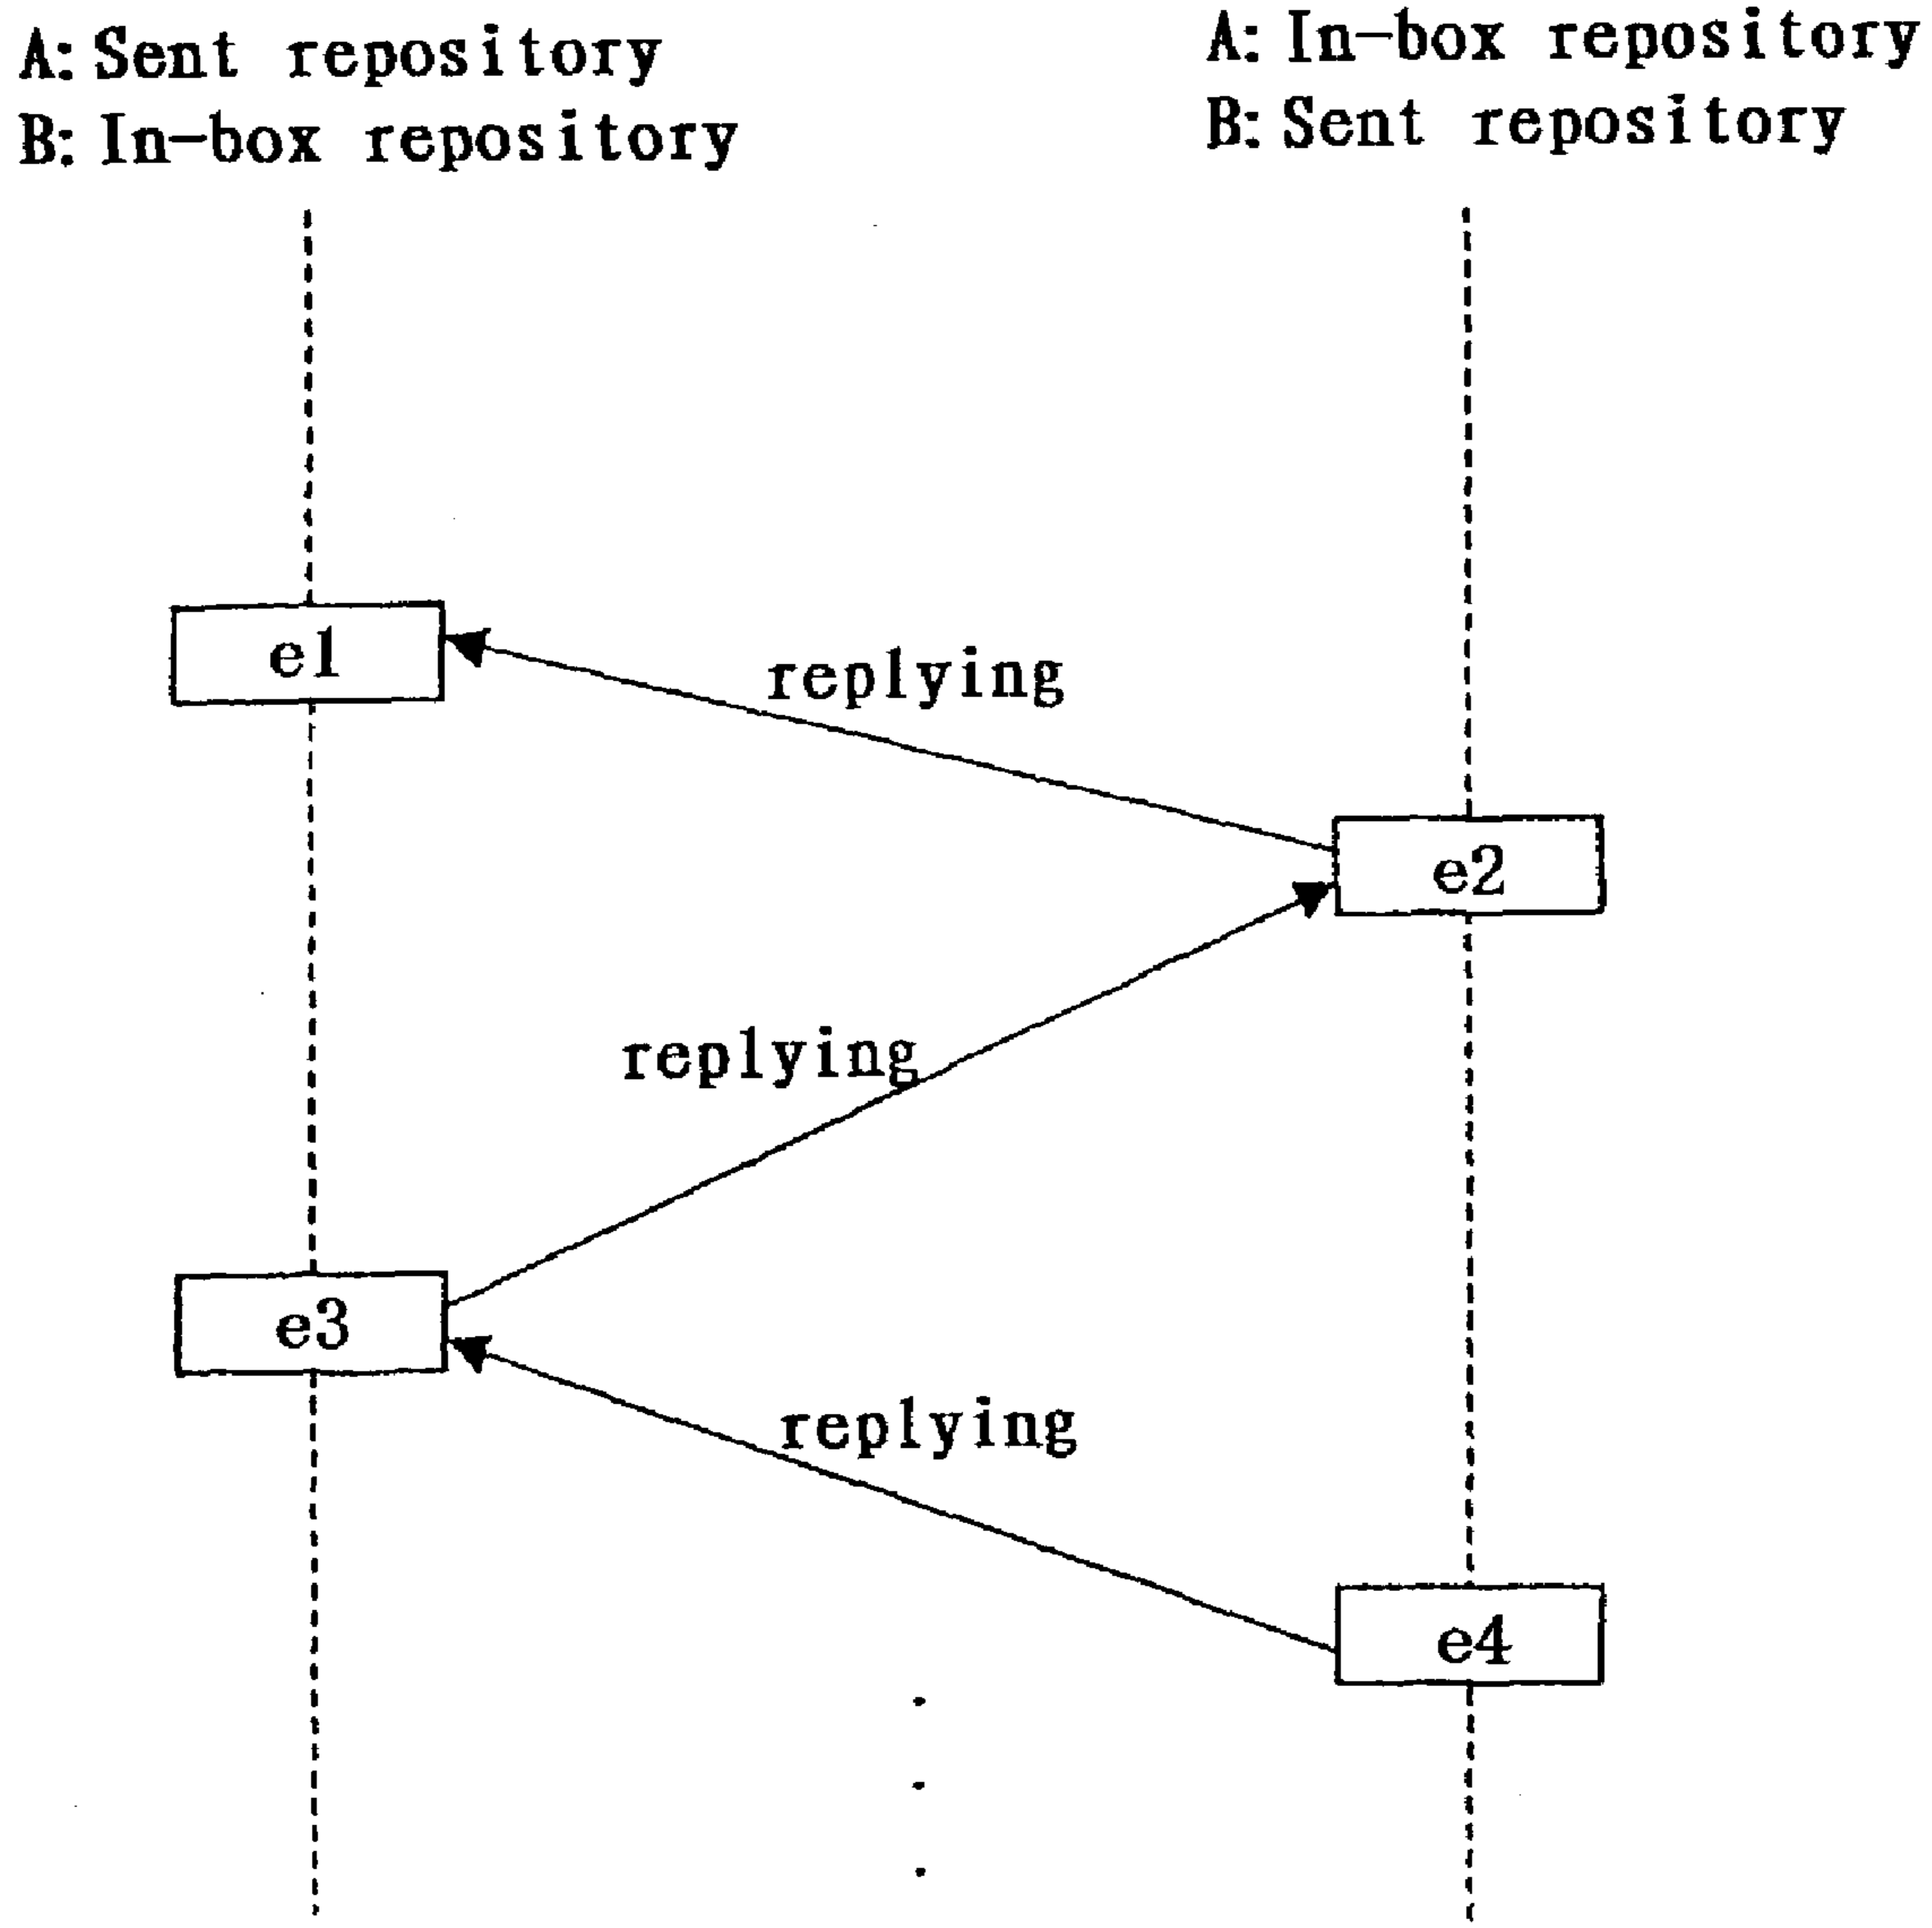 A: Sent repository
B: In-box repository
A: In-box repository
B: Sent repository
e1
replying
e2
replying
e3
replying
e4